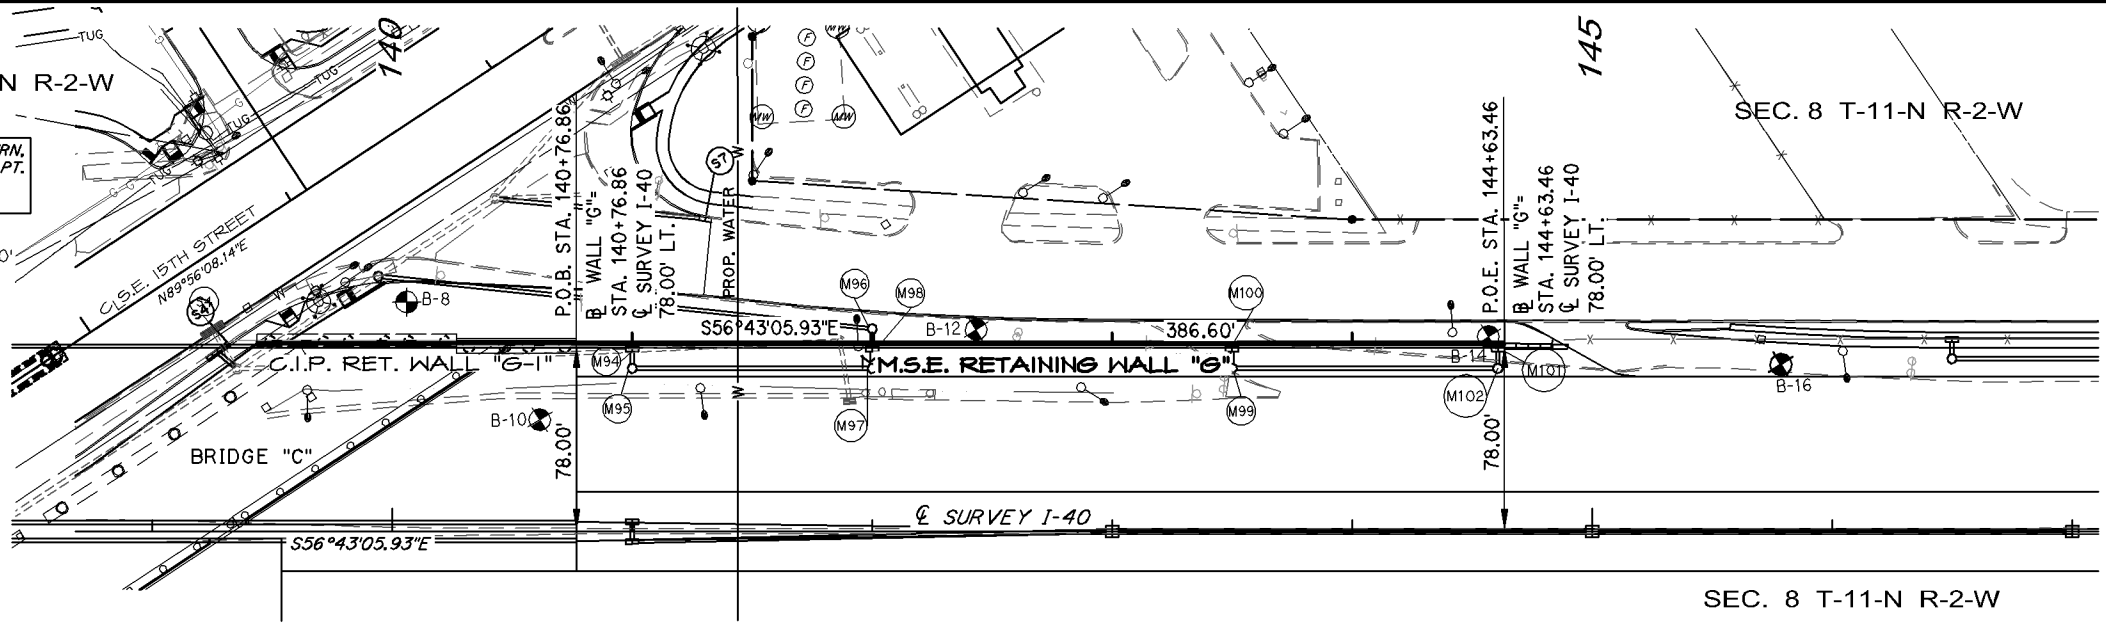 TUG
140
N R-2-W
TUG
TUG
TUG
RN,
PT.
C/L S.E. 15TH STREET
N89°56'08.14"E
P.O.B. STA. 140+76.86
℄ SURVEY I-40
B WALL "G"=
STA. 140+76.86
78.00' LT.
S7
W
PROP. WATER
F
F
F
F
MW
MW
145
SEC. 8 T-11-N R-2-W
P.O.E. STA. 144+63.46
B WALL "G"=
STA. 144+63.46
℄ SURVEY I-40
78.00' LT.
B-8
S56°43'05.93"E
M96
M98
B-12
M100
386.60'
B-14
M101
M102
B-16
C.I.P. RET. WALL "G-1"
M94
M95
M.S.E. RETAINING WALL "G"
M97
M99
B-10
W
78.00'
78.00'
BRIDGE "C"
℄ SURVEY I-40
S56°43'05.93"E
SEC. 8 T-11-N R-2-W